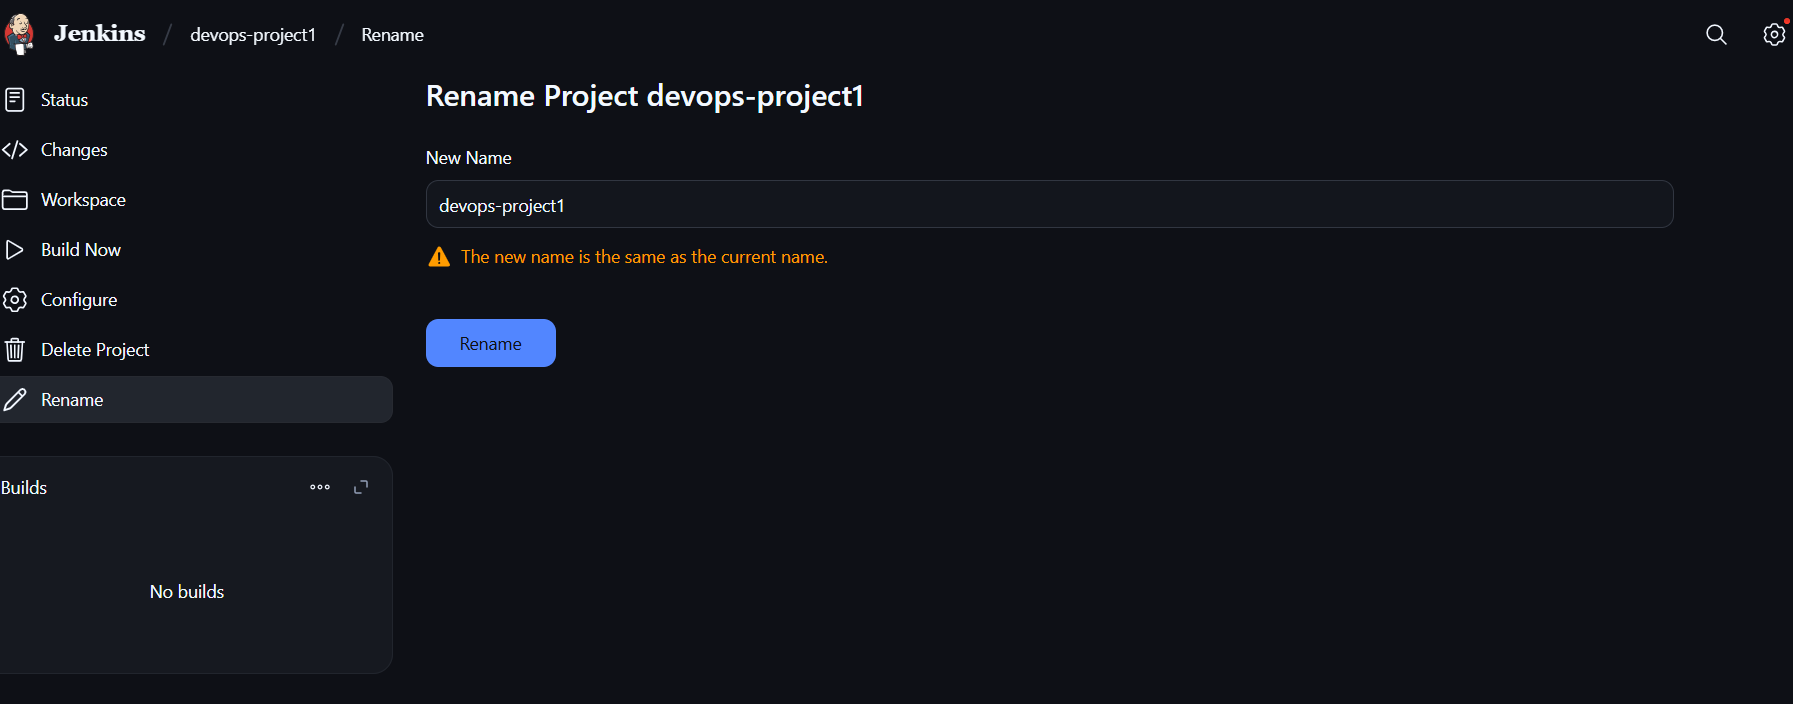 Jenkins / devops-project1 / Rename
Status
Changes
Workspace
Build Now
Configure
Delete Project
Rename
Builds
No builds
Rename Project devops-project1
New Name
devops-project1
The new name is the same as the current name.
Rename